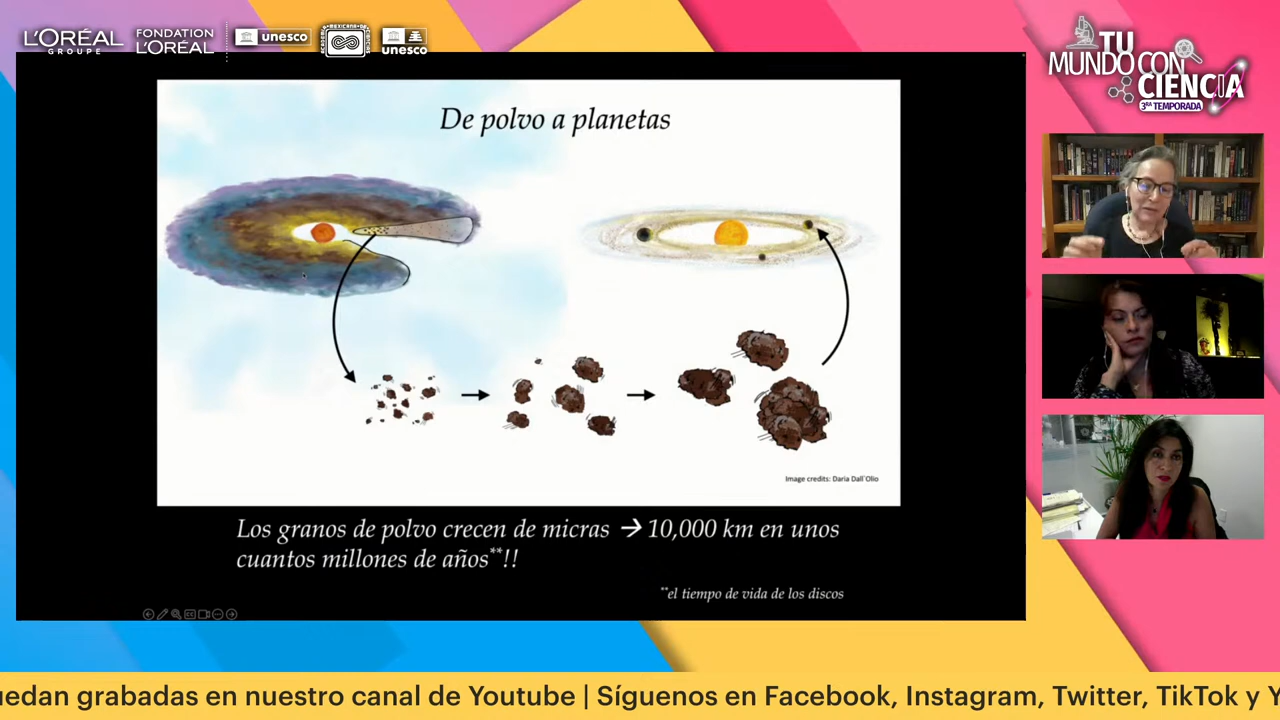 L'ORÉAL
GROUPE
FONDATION
L'ORÉAL
unesco
unesco
TU
MUNDO CON
CIENCIA
3RA TEMPORADA
De polvo a planetas
Image credits: Daria Dall'Olio
Los granos de polvo crecen de micras → 10,000 km en unos
cuantos millones de años**!!
**el tiempo de vida de los discos
uedan grabadas en nuestro canal de Youtube | Síguenos en Facebook, Instagram, Twitter, TikTok y Y